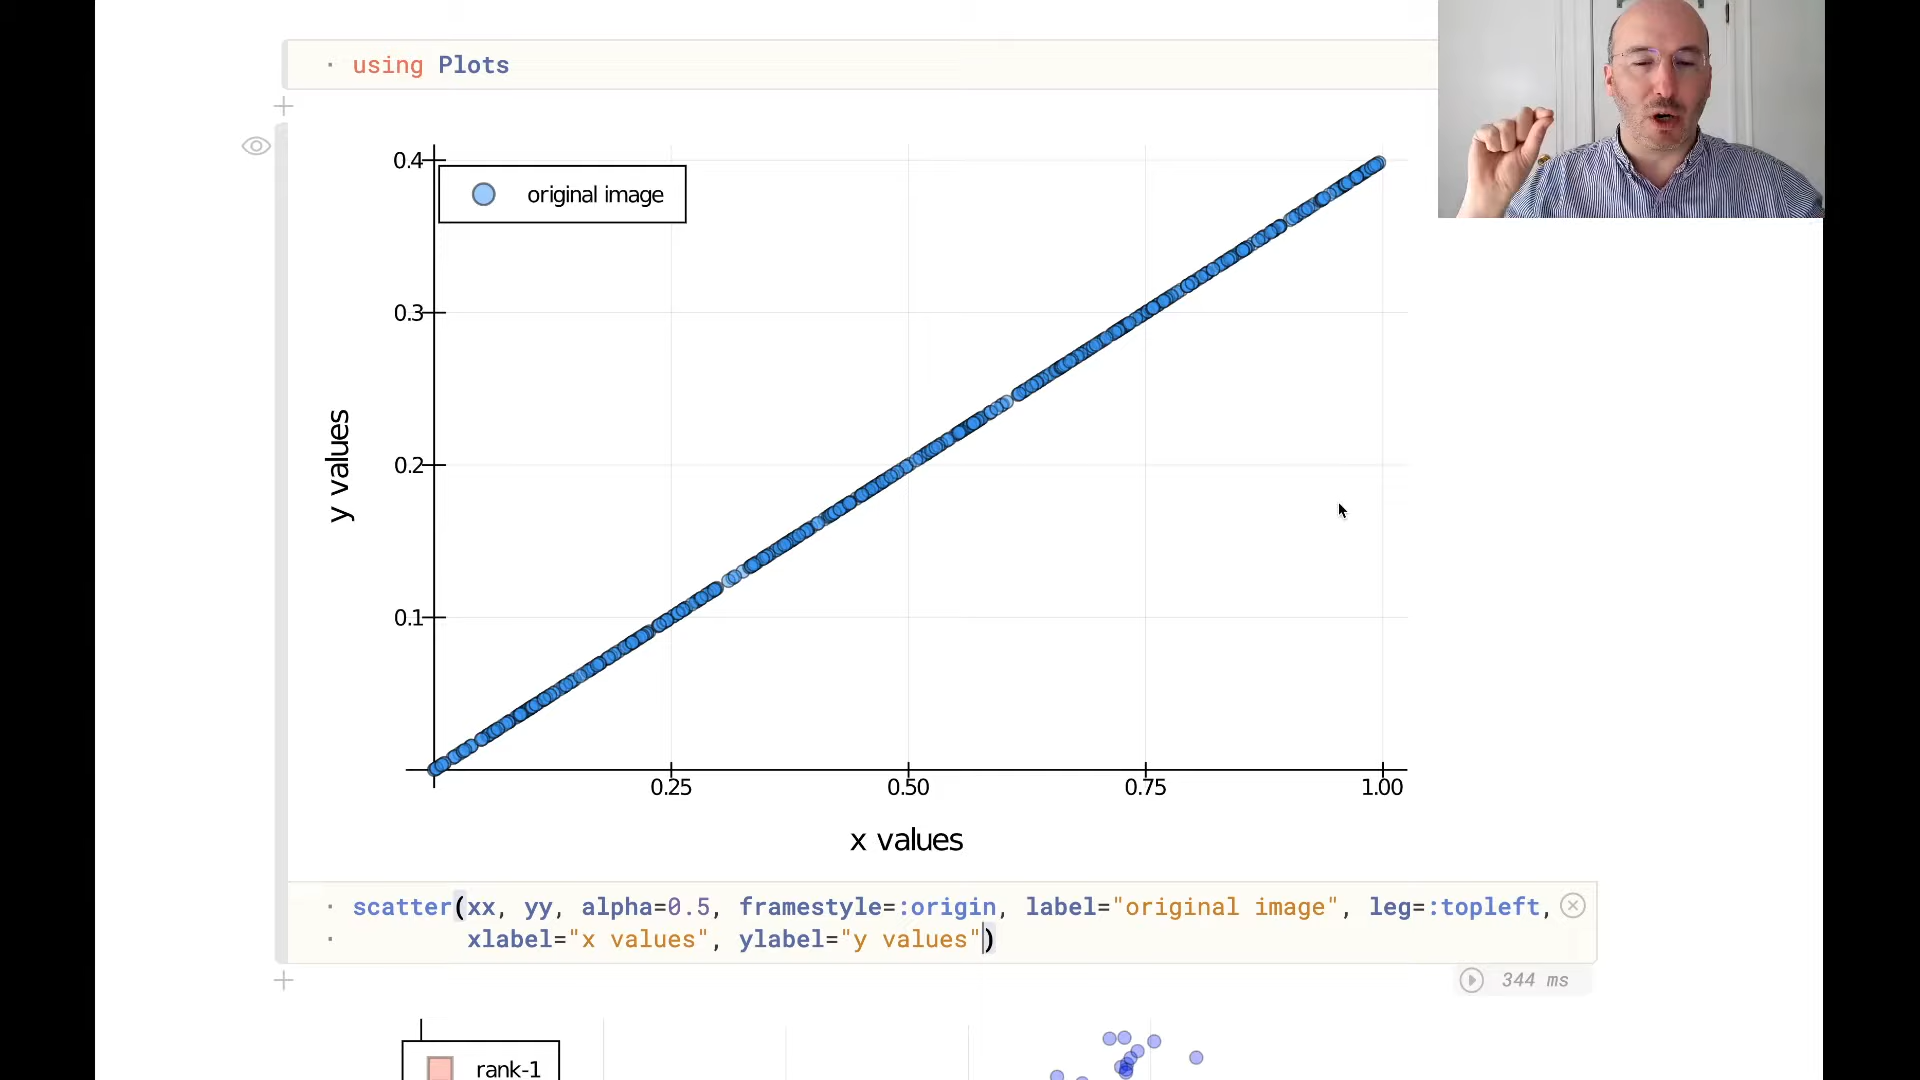 using Plots
0.4
original image
0.3
0.2
0.1
y values
0.25 0.50 0.75 1.00
x values
scatter(xx, yy, alpha=0.5, framestyle=:origin, label="original image", leg=:topleft,
xlabel="x values", ylabel="y values")
344 ms
rank-1